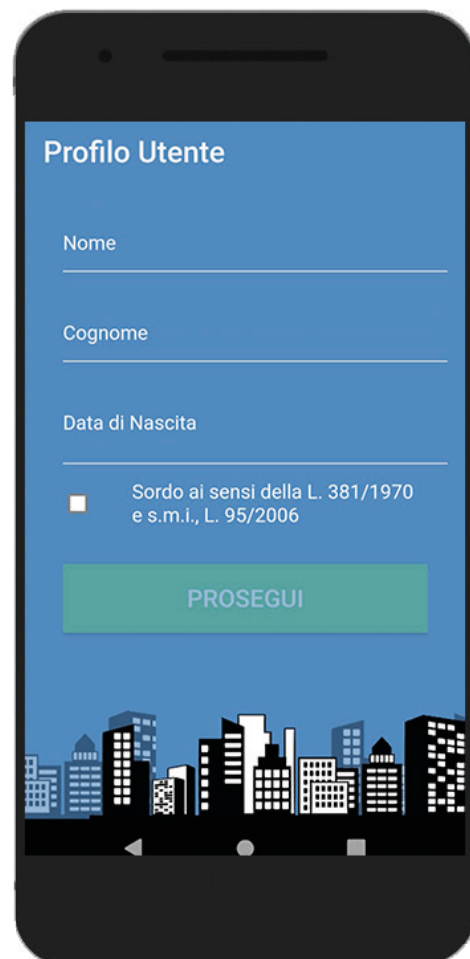 Profilo Utente
Nome
Cognome
Data di Nascita
Sordo ai sensi della L. 381/1970
e s.m.i., L. 95/2006
PROSEGUI